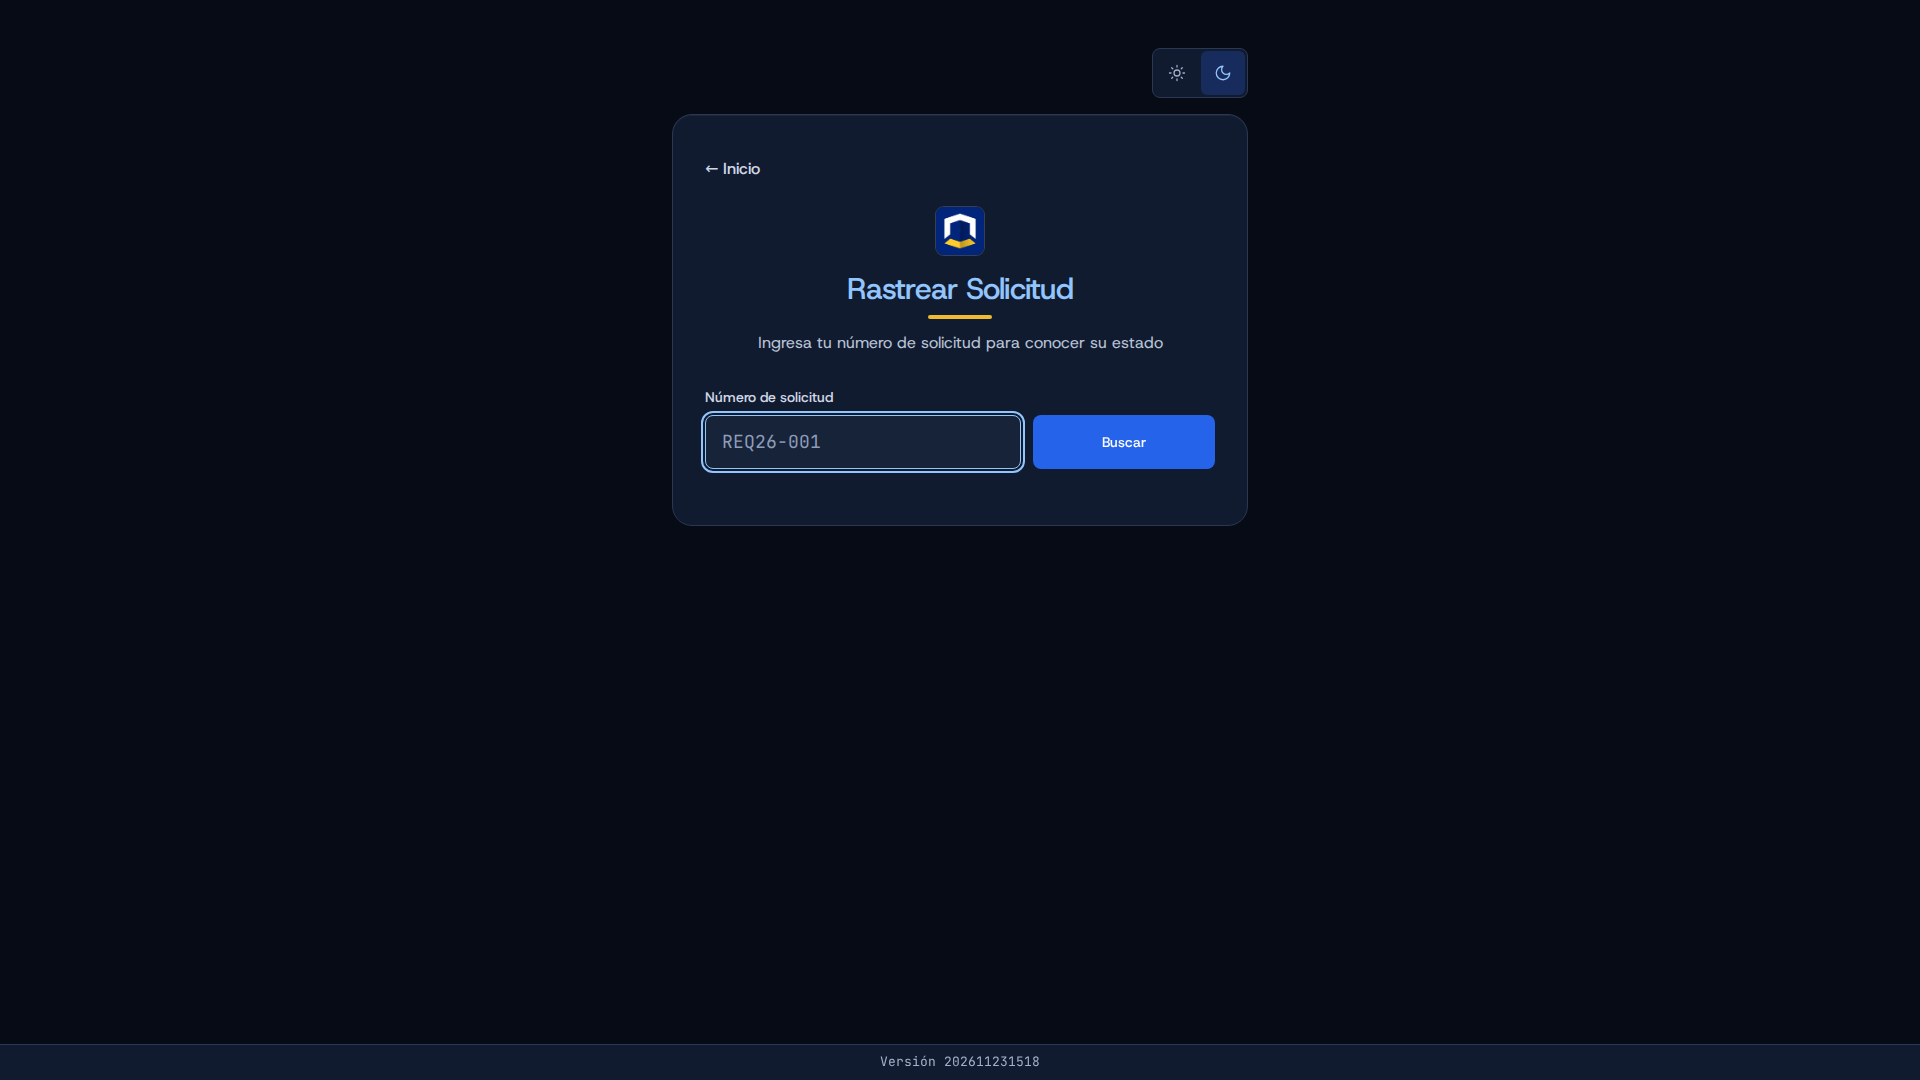 ← Inicio
Rastrear Solicitud
Ingresa tu número de solicitud para conocer su estado
Número de solicitud
REQ26-001
Buscar
Versión 202611231518